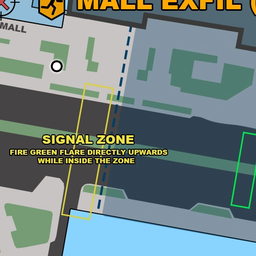 MALL EXFIL (
MALL
SIGNAL ZONE
FIRE GREEN FLARE DIRECTLY UPWARDS
WHILE INSIDE THE ZONE